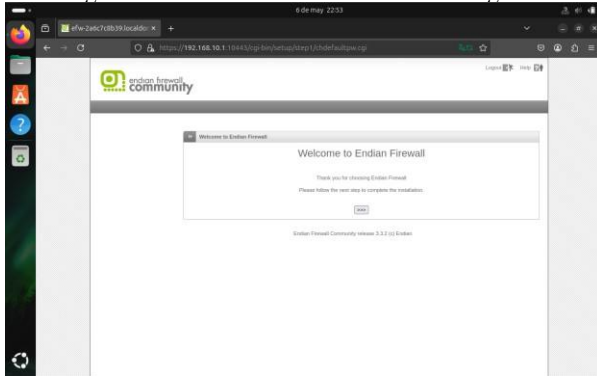 6 de may 22:53
efw-2a6c7c8b39.localdo
https://192.168.10.1:10443/cgi-bin/setup/step1/chdefaultpw.cgi
Logout Help
endian firewall
community
Welcome to Endian Firewall
Welcome to Endian Firewall
Thank you for choosing Endian Firewall
Please follow the next step to complete the installation.
>>>
Endian Firewall Community release 3.3.2 (c) Endian